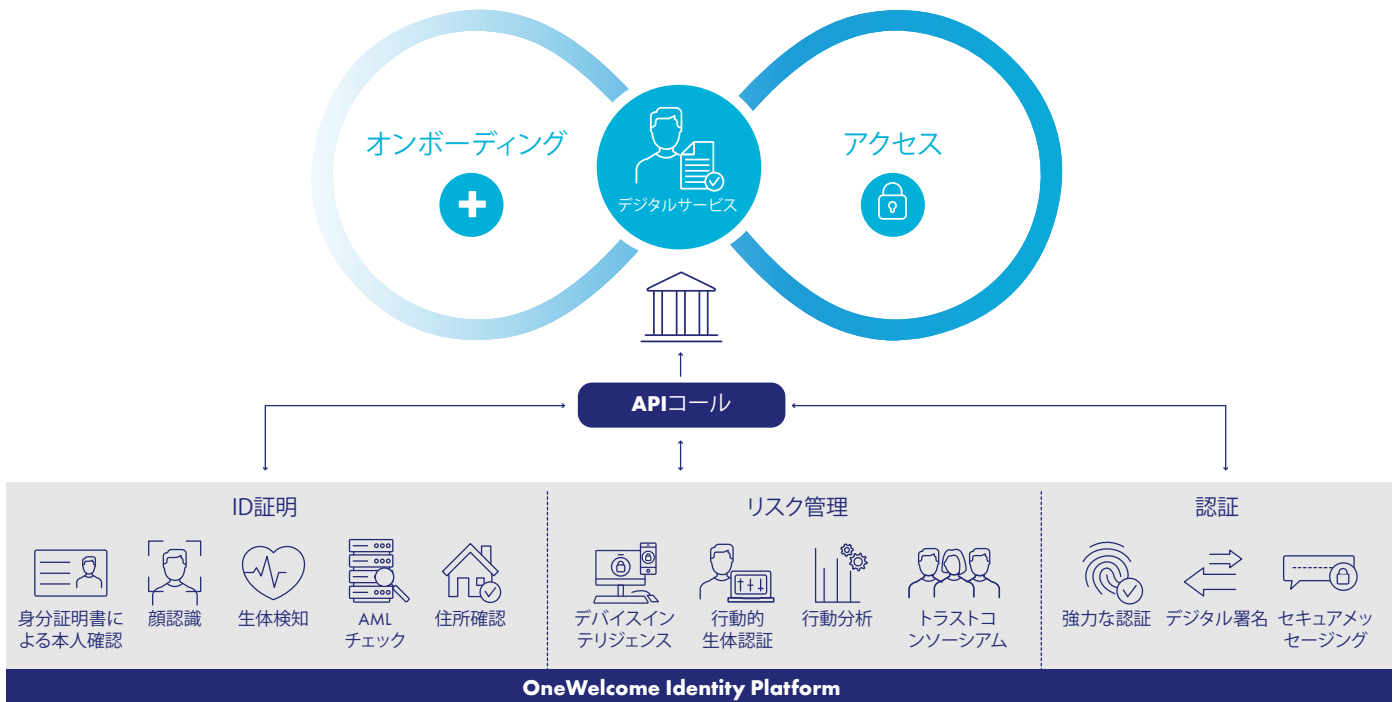 オンボーディング
アクセス
デジタルサービス
APIコール
ID証明
リスク管理
認証
身分証明書に
よる本人確認
顔認識
生体検知
AML
チェック
住所確認
デバイスイン
テリジェンス
行動的
生体認証
行動分析
トラストコ
ンソーシアム
強力な認証
デジタル署名
セキュアメッ
セージング
OneWelcome Identity Platform